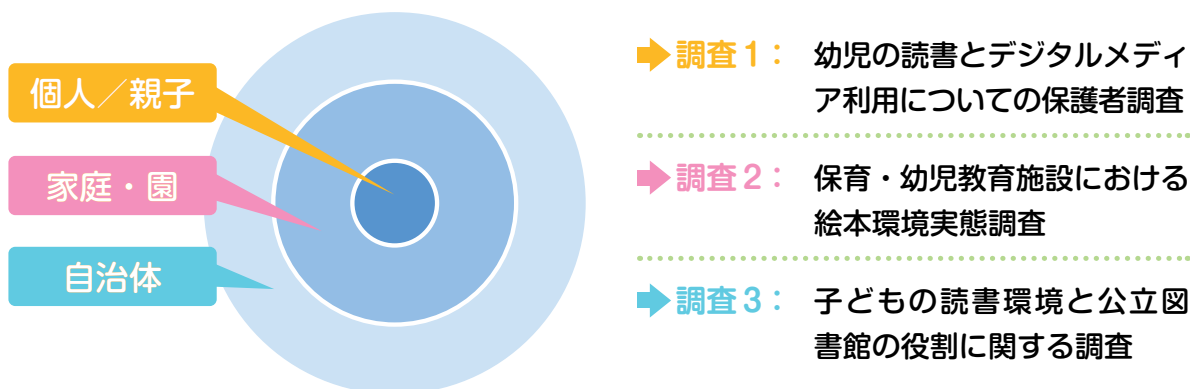 個人／親子
家庭・園
自治体
調査1： 幼児の読書とデジタルメディ
ア利用についての保護者調査
調査2： 保育・幼児教育施設における
絵本環境実態調査
調査3： 子どもの読書環境と公立図
書館の役割に関する調査